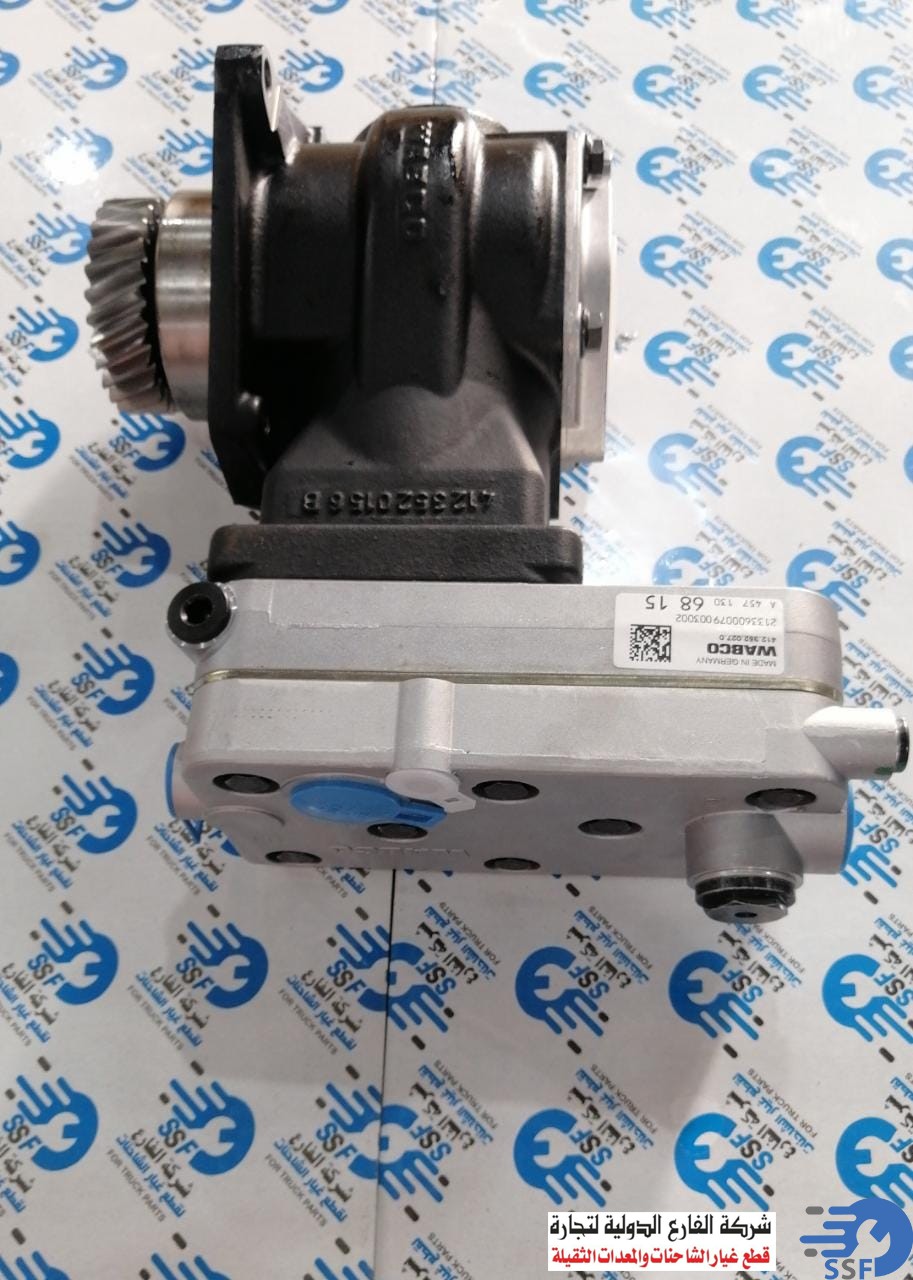 WABCO
4123520156 B
A 457 130 68 15
2133600079003002
412.352.027.0
WABCO
MADE IN GERMANY
SSF
شركة الفارع
لقطع غيار الشاحنات
FOR TRUCK PARTS
شركة الفارع الدولية لتجارة
قطع غيار الشاحنات والمعدات الثقيلة
SSF